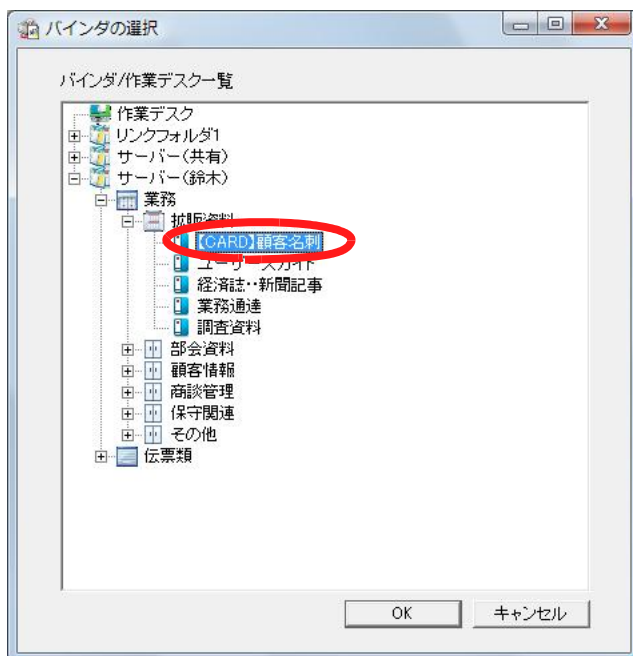 バインダの選択
バインダ/作業デスク一覧
作業デスク
リンクフォルダ1
サーバー(共有)
サーバー(鈴木)
業務
拡販資料
【CARD】顧客名刺
ユーザーズガイド
経済誌・・新聞記事
業務通達
調査資料
部会資料
顧客情報
商談管理
保守関連
その他
伝票類
OK
キャンセル